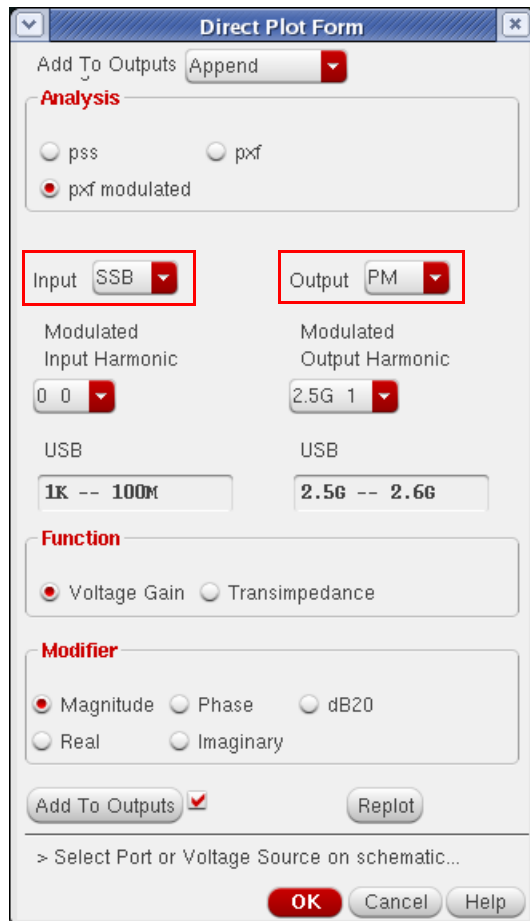 Direct Plot Form
Add To Outputs Append
Analysis
pss pxf
pxf modulated
Input SSB Output PM
Modulated Modulated
Input Harmonic Output Harmonic
0 0 2.5G 1
USB USB
1K -- 100M 2.5G -- 2.6G
Function
Voltage Gain Transimpedance
Modifier
Magnitude Phase dB20
Real Imaginary
Add To Outputs Replot
> Select Port or Voltage Source on schematic...
OK Cancel Help